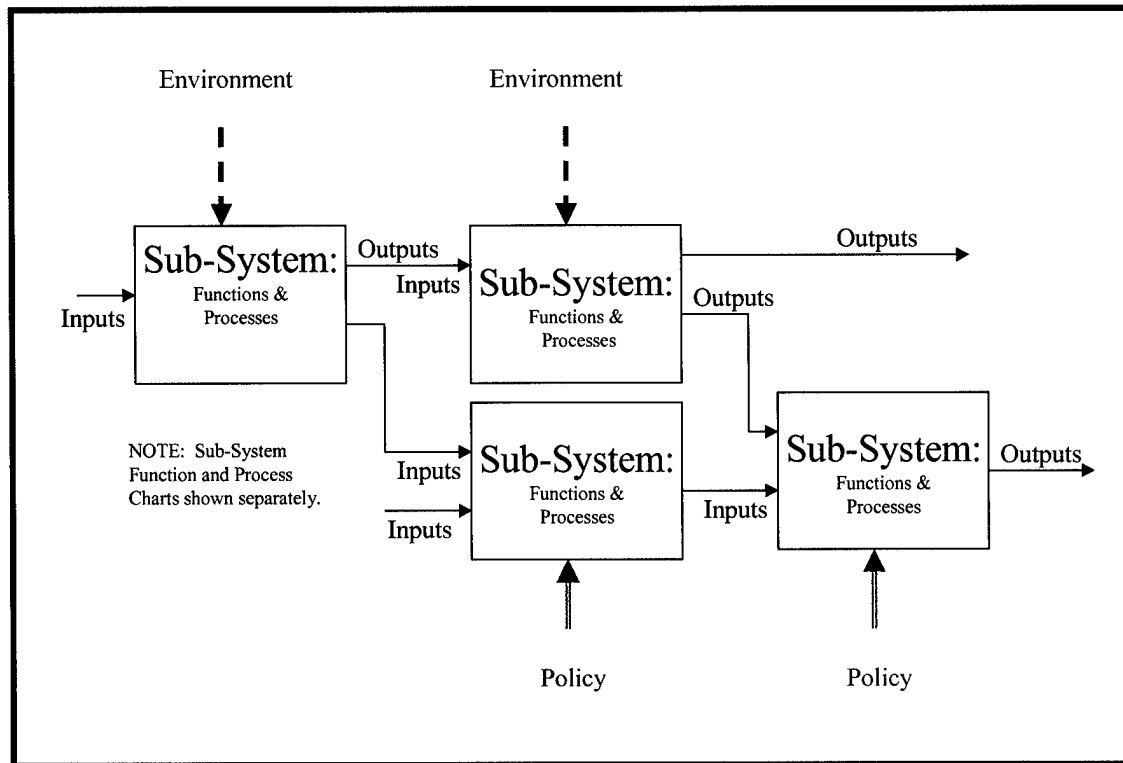 Environment
Environment
Sub-System:
Functions &
Processes
Inputs
Outputs
Inputs
Sub-System:
Functions &
Processes
Outputs
Outputs
NOTE: Sub-System
Function and Process
Charts shown separately.
Inputs
Inputs
Sub-System:
Functions &
Processes
Inputs
Sub-System:
Functions &
Processes
Outputs
Policy
Policy